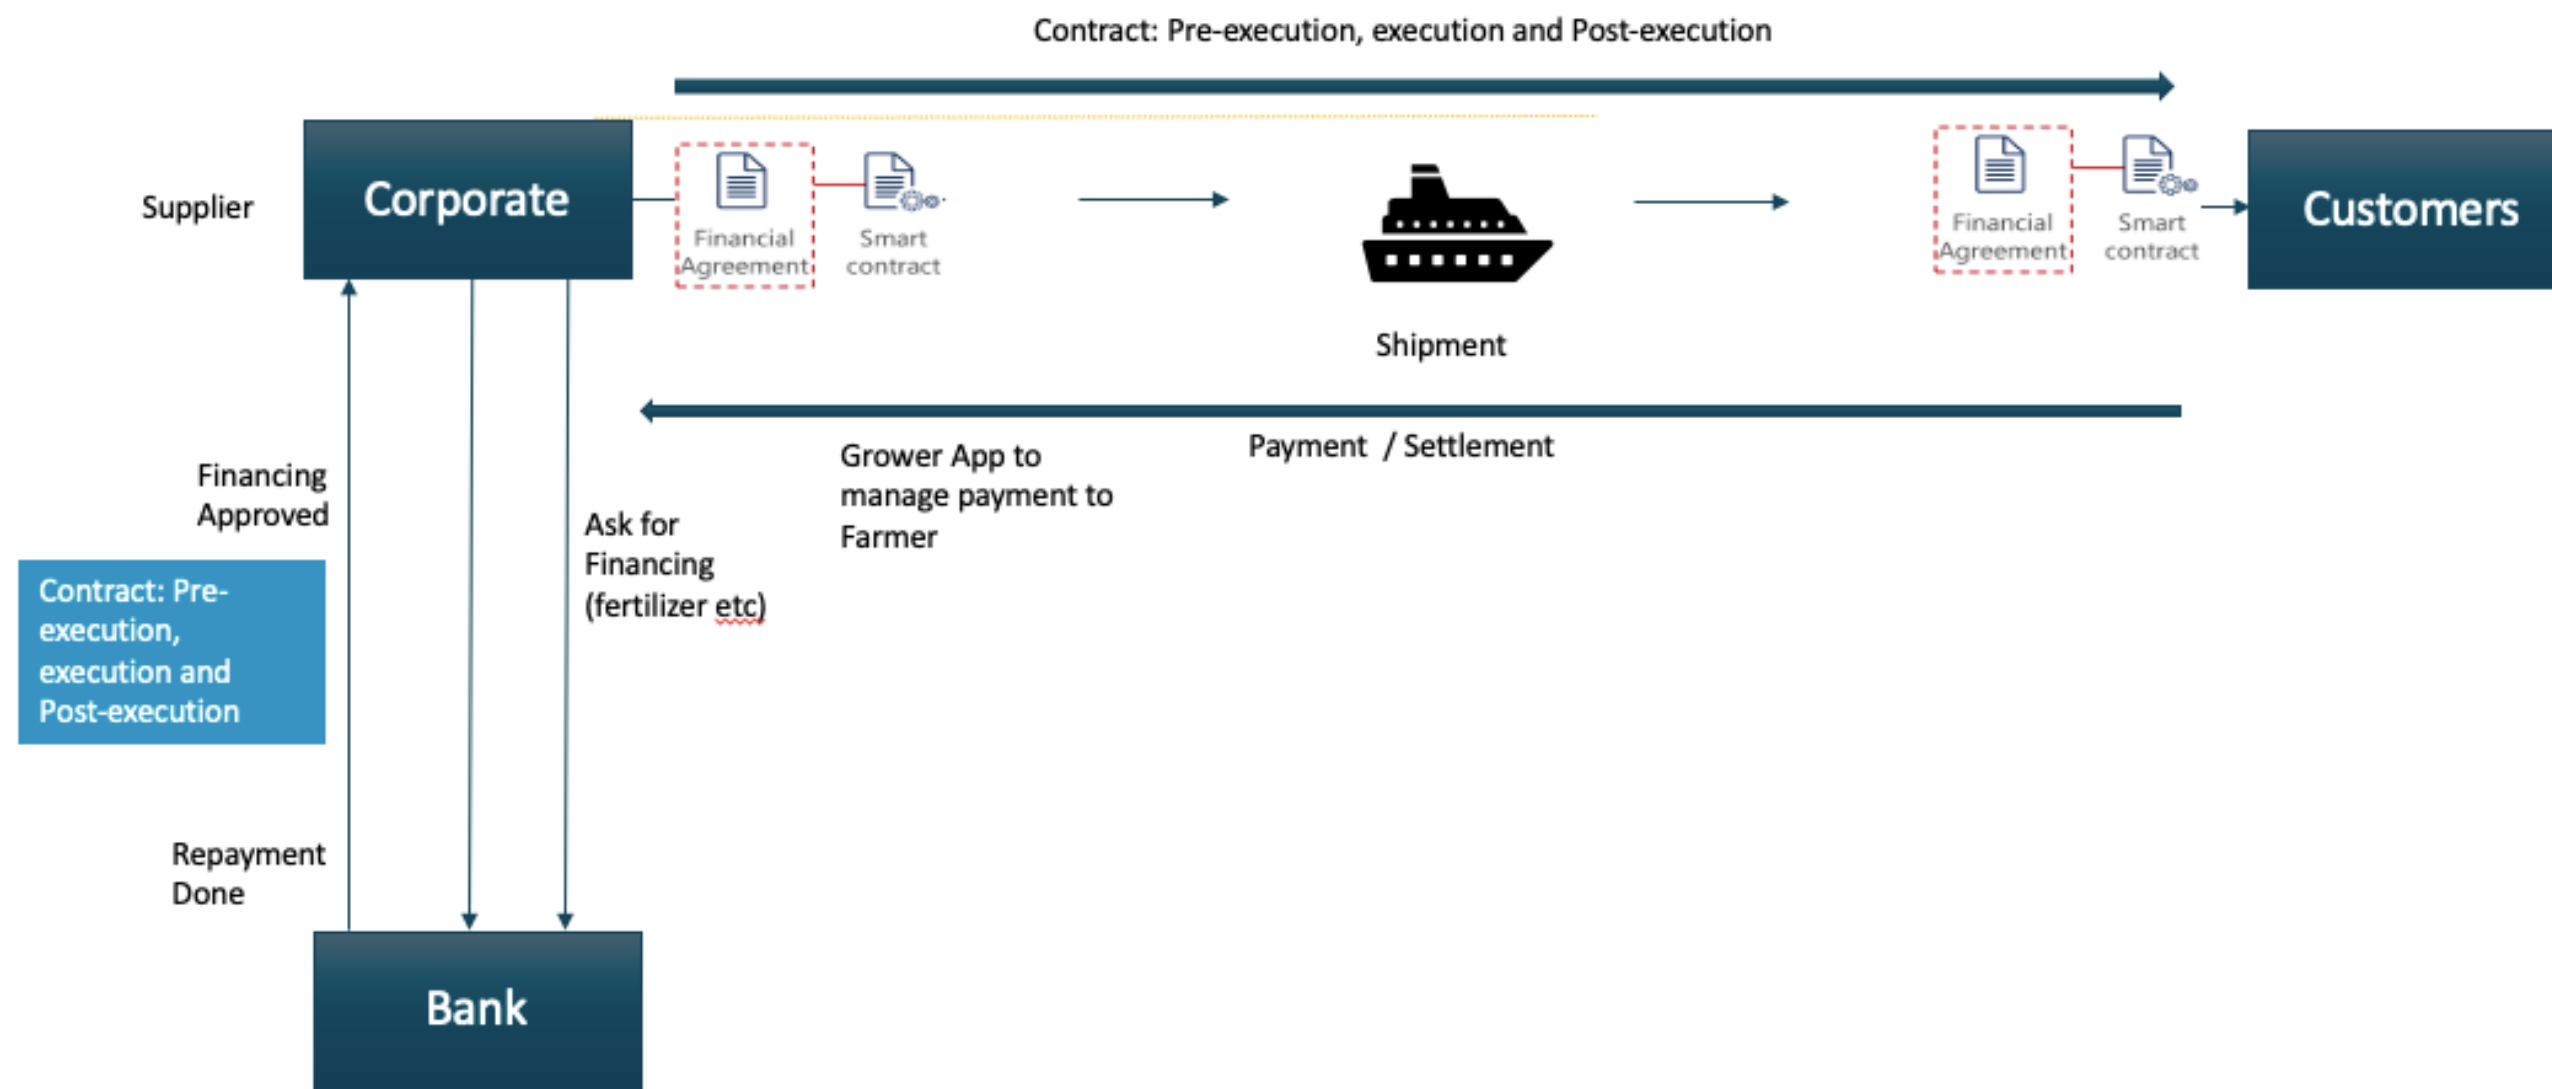 Contract: Pre-execution, execution and Post-execution
Supplier
Corporate
Financial
Agreement
Smart
contract
Shipment
Financial
Agreement
Smart
contract
Customers
Payment / Settlement
Grower App to
manage payment to
Farmer
Financing
Approved
Ask for
Financing
(fertilizer etc)
Contract: Pre-
execution,
execution and
Post-execution
Repayment
Done
Bank